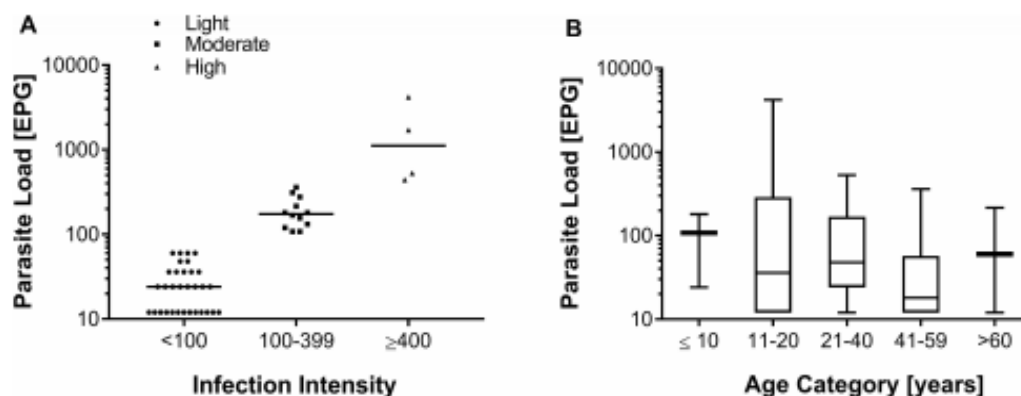 A
Light
Moderate
High
Parasite Load [EPG]
10000
1000
100
10
<100
100-399
≥400
Infection Intensity
B
Parasite Load [EPG]
10000
1000
100
10
≤ 10
11-20
21-40
41-59
>60
Age Category [years]